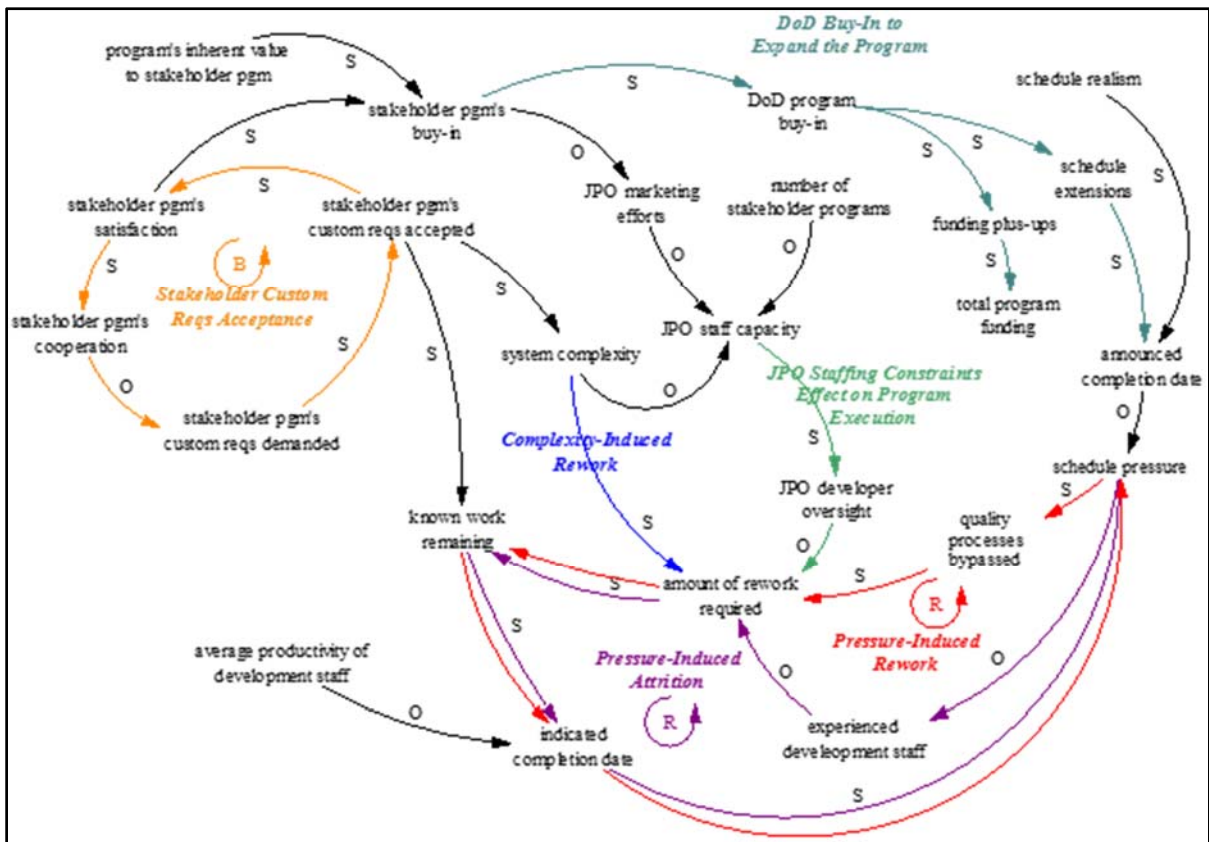 DoD Buy-In to
Expand the Program
program's inherent value
to stakeholder pgm
S
schedule realism
S
stakeholder pgm's
buy-in
DoD program
buy-in
S
S
S
O
S
schedule
extensions
S
S
stakeholder pgm's
satisfaction
stakeholder pgm's
custom reqs accepted
JPO marketing
efforts
number of
stakeholder programs
funding plus-ups
S
B
Stakeholder Custom
Reqs Acceptance
O
O
S
S
S
total program
funding
stakeholder pgm's
cooperation
S
S
JPO staff capacity
system complexity
announced
completion date
O
O
JPO Staffing Constraints
Effect on Program
Execution
O
stakeholder pgm's
custom reqs demanded
Complexity-Induced
Rework
S
schedule pressure
S
JPO developer
oversight
known work
remaining
S
O
quality
processes
bypassed
S
S
amount of rework
required
R
Pressure-Induced
Rework
S
average productivity of
development staff
Pressure-Induced
Attrition
O
O
R
O
indicated
completion date
experienced
develeopment staff
S